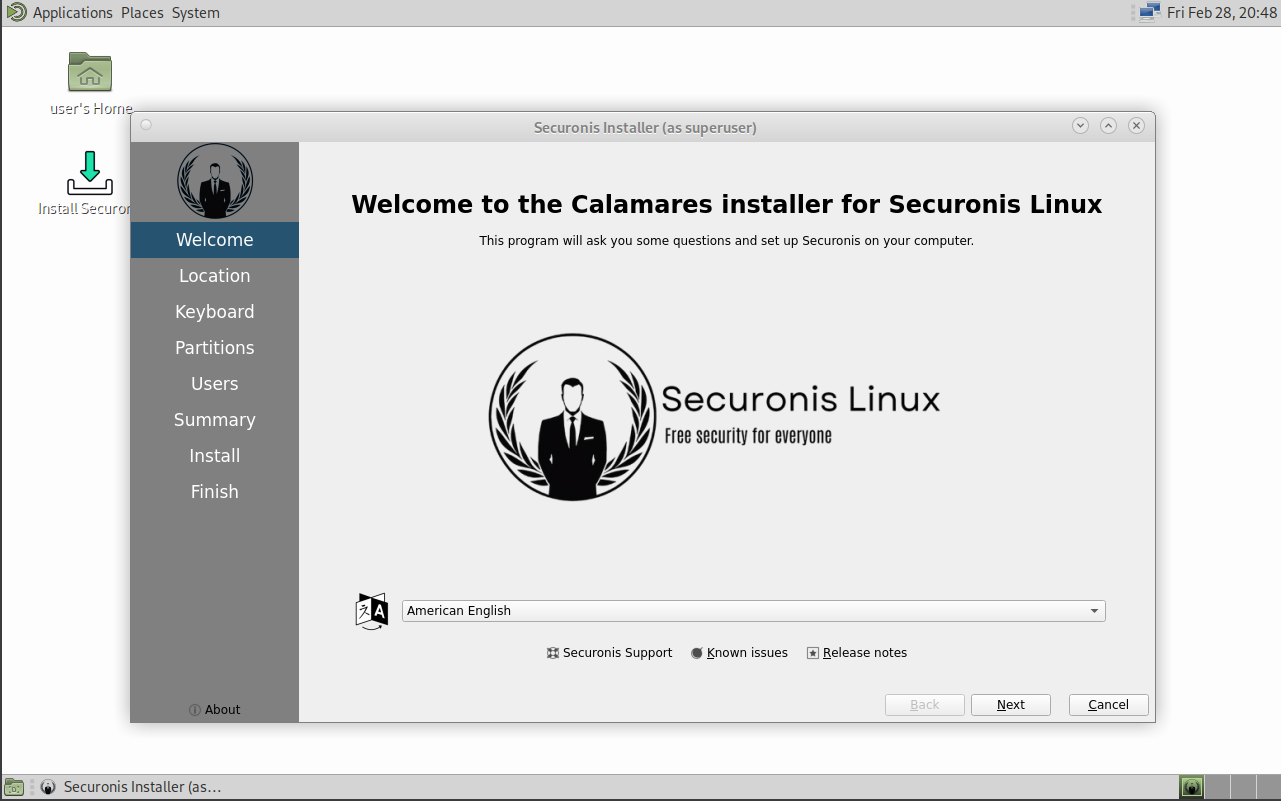 Applications Places System
Fri Feb 28, 20:48
user's Home
Install Securon
Securonis Installer (as superuser)
Welcome
Location
Keyboard
Partitions
Users
Summary
Install
Finish
About
Welcome to the Calamares installer for Securonis Linux
This program will ask you some questions and set up Securonis on your computer.
Securonis Linux
Free security for everyone
American English
Securonis Support Known issues Release notes
Back Next Cancel
Securonis Installer (as...